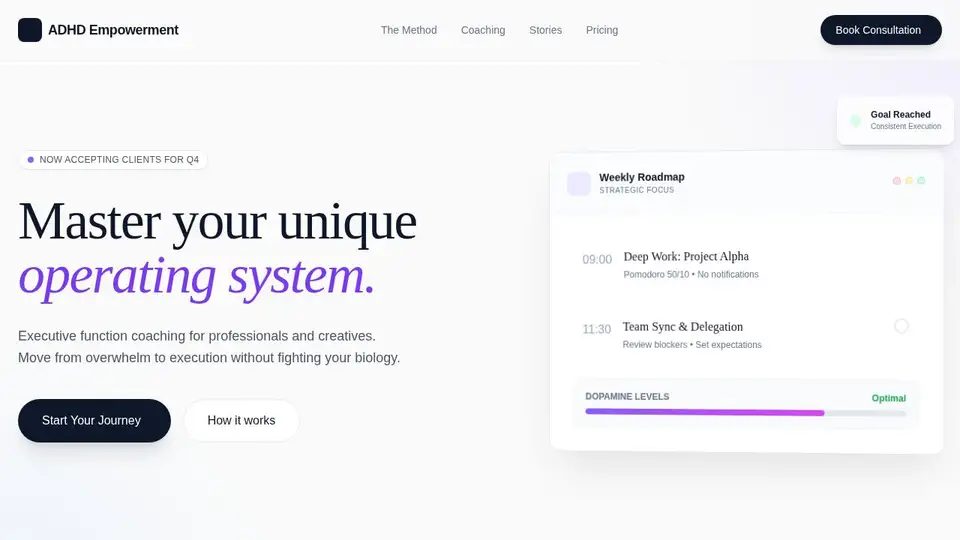 ADHD Empowerment
The Method
Coaching
Stories
Pricing
Book Consultation
NOW ACCEPTING CLIENTS FOR Q4
Master your unique
operating system.
Executive function coaching for professionals and creatives.
Move from overwhelm to execution without fighting your biology.
Start Your Journey
How it works
Goal Reached
Consistent Execution
Weekly Roadmap
STRATEGIC FOCUS
09:00
Deep Work: Project Alpha
Pomodoro 50/10 • No notifications
11:30
Team Sync & Delegation
Review blockers • Set expectations
DOPAMINE LEVELS
Optimal